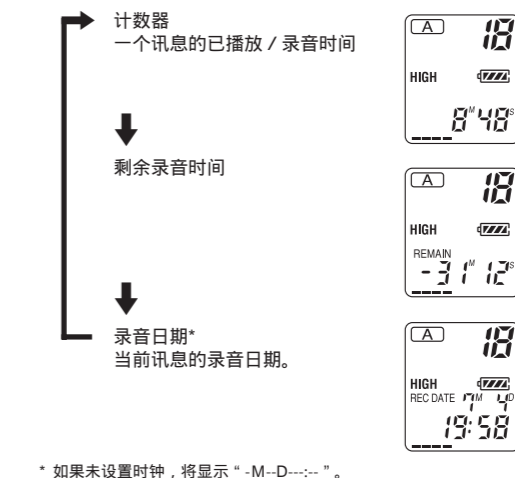 计数器
一个讯息的已播放 / 录音时间
A 18
HIGH
8M48S
剩余录音时间
A 18
HIGH
REMAIN
-31M12S
录音日期*
当前讯息的录音日期。
A 18
HIGH
REC DATE 7M 4D
19:58
* 如果未设置时钟，将显示“ -M--D---:-- ”。